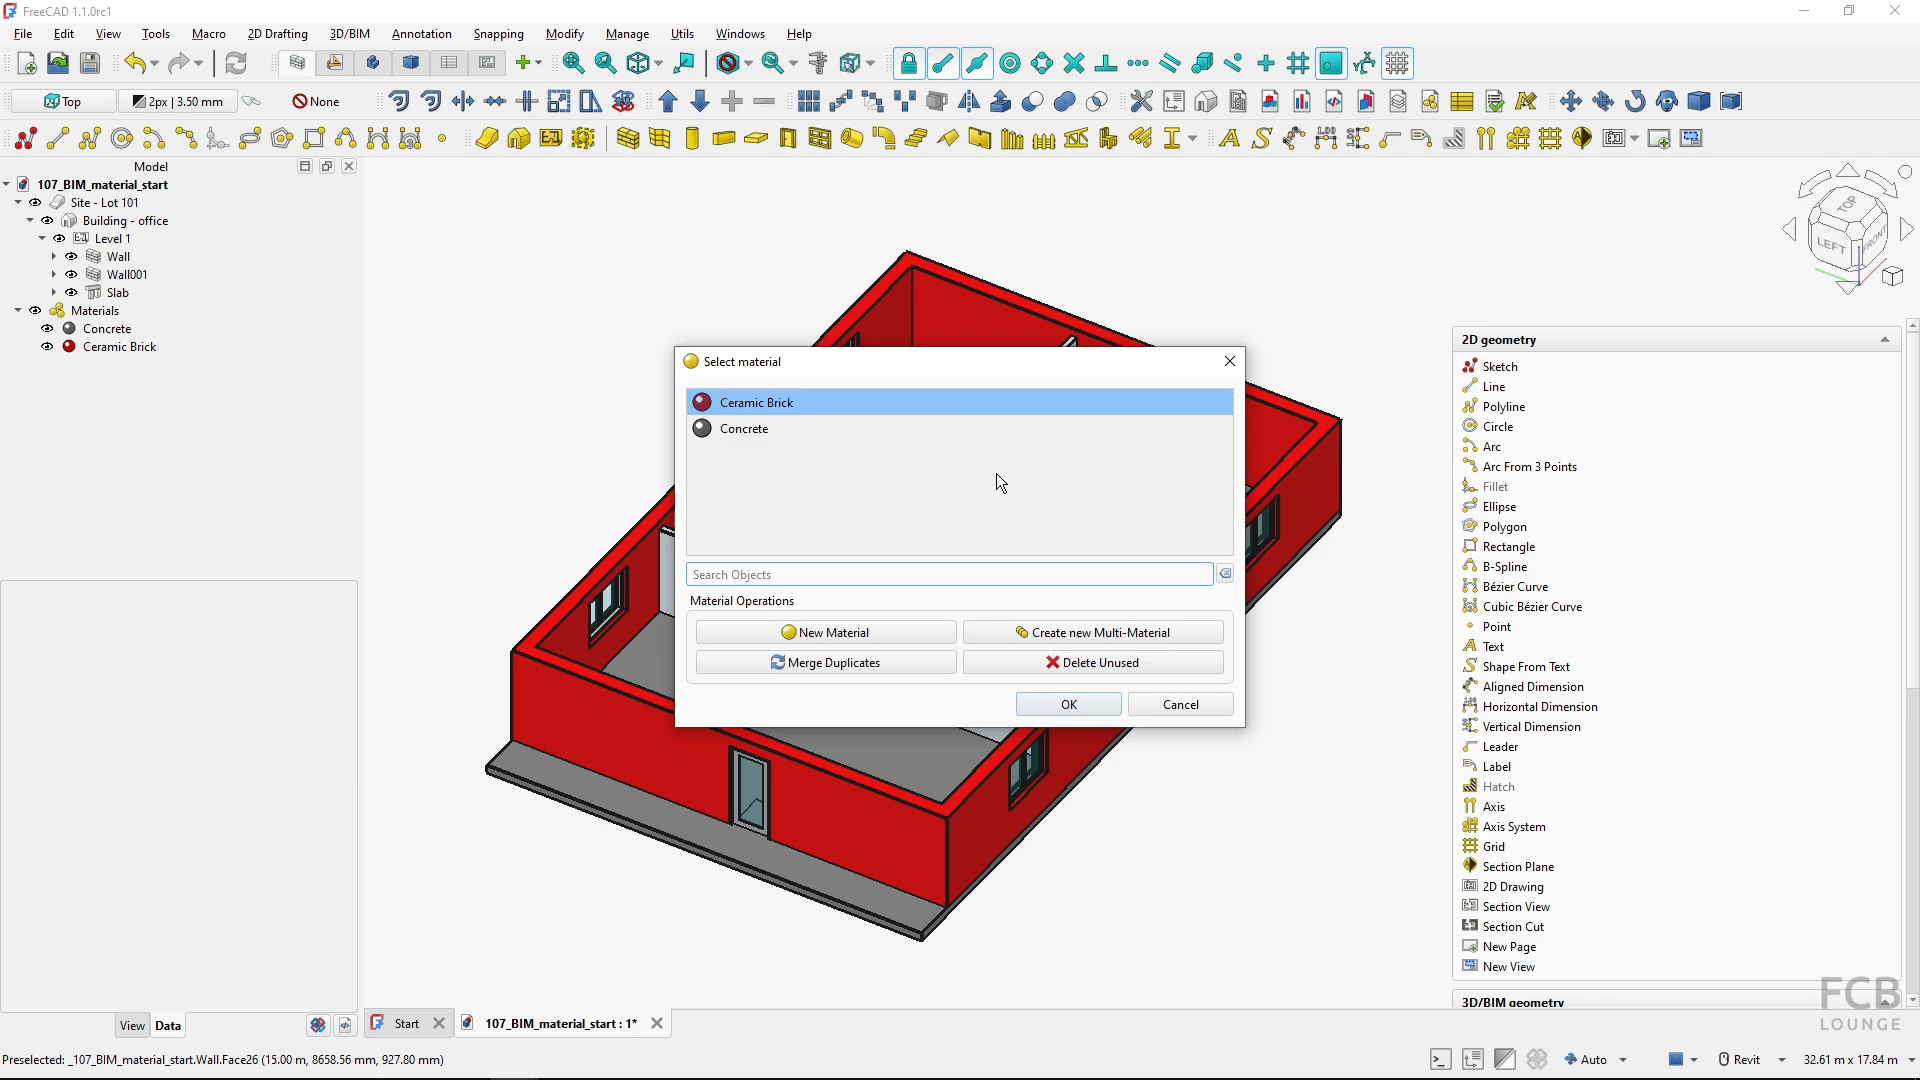 FreeCAD 1.1.0rc1
File Edit View Tools Macro 2D Drafting 3D/BIM Annotation Snapping Modify Manage Utils Windows Help
Top 2px | 3.50 mm None
Model
107_BIM_material_start
Site - Lot 101
Building - office
Level 1
Wall
Wall001
Slab
Materials
Concrete
Ceramic Brick
TOP
LEFT FRONT
Select material
Ceramic Brick
Concrete
Search Objects
Material Operations
New Material Create new Multi-Material
Merge Duplicates Delete Unused
OK Cancel
2D geometry
Sketch
Line
Polyline
Circle
Arc
Arc From 3 Points
Fillet
Ellipse
Polygon
Rectangle
B-Spline
Bézier Curve
Cubic Bézier Curve
Point
Text
Shape From Text
Aligned Dimension
Horizontal Dimension
Vertical Dimension
Leader
Label
Hatch
Axis
Axis System
Grid
Section Plane
2D Drawing
Section View
Section Cut
New Page
New View
3D/BIM geometry
FCB
LOUNGE
View Data
Start 107_BIM_material_start : 1*
Preselected: _107_BIM_material_start.Wall.Face26 (15.00 m, 8658.56 mm, 927.80 mm)
Auto Revit 32.61 m x 17.84 m